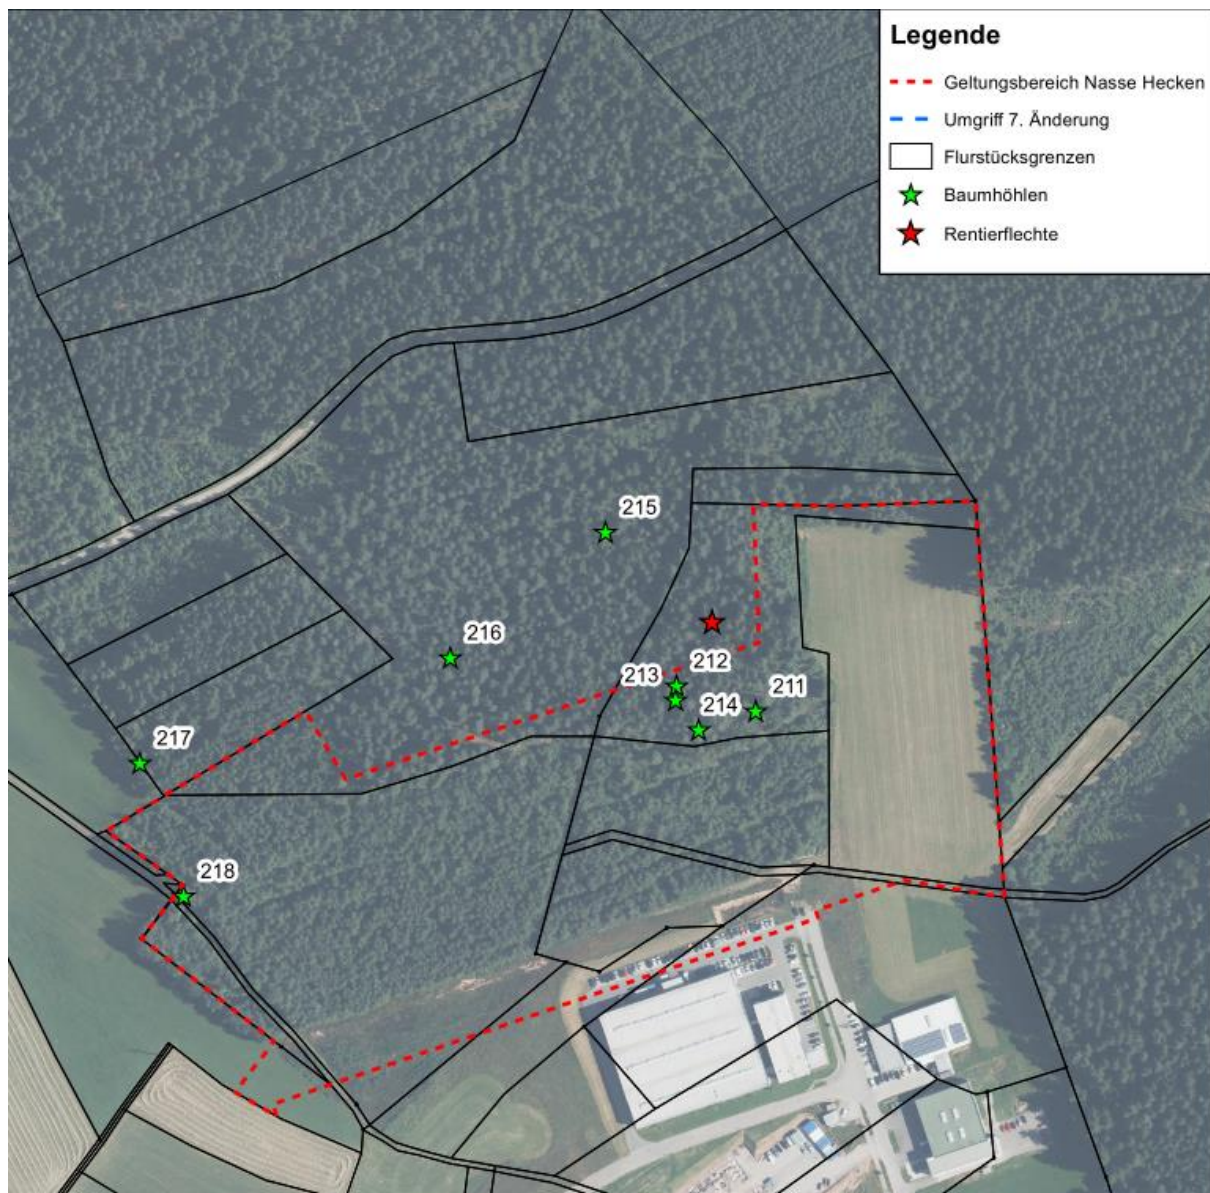 Legende
Geltungsbereich Nasse Hecken
Umgriff 7. Änderung
Flurstücksgrenzen
Baumhöhlen
Rentierflechte
215
216
212
213
211
214
217
218